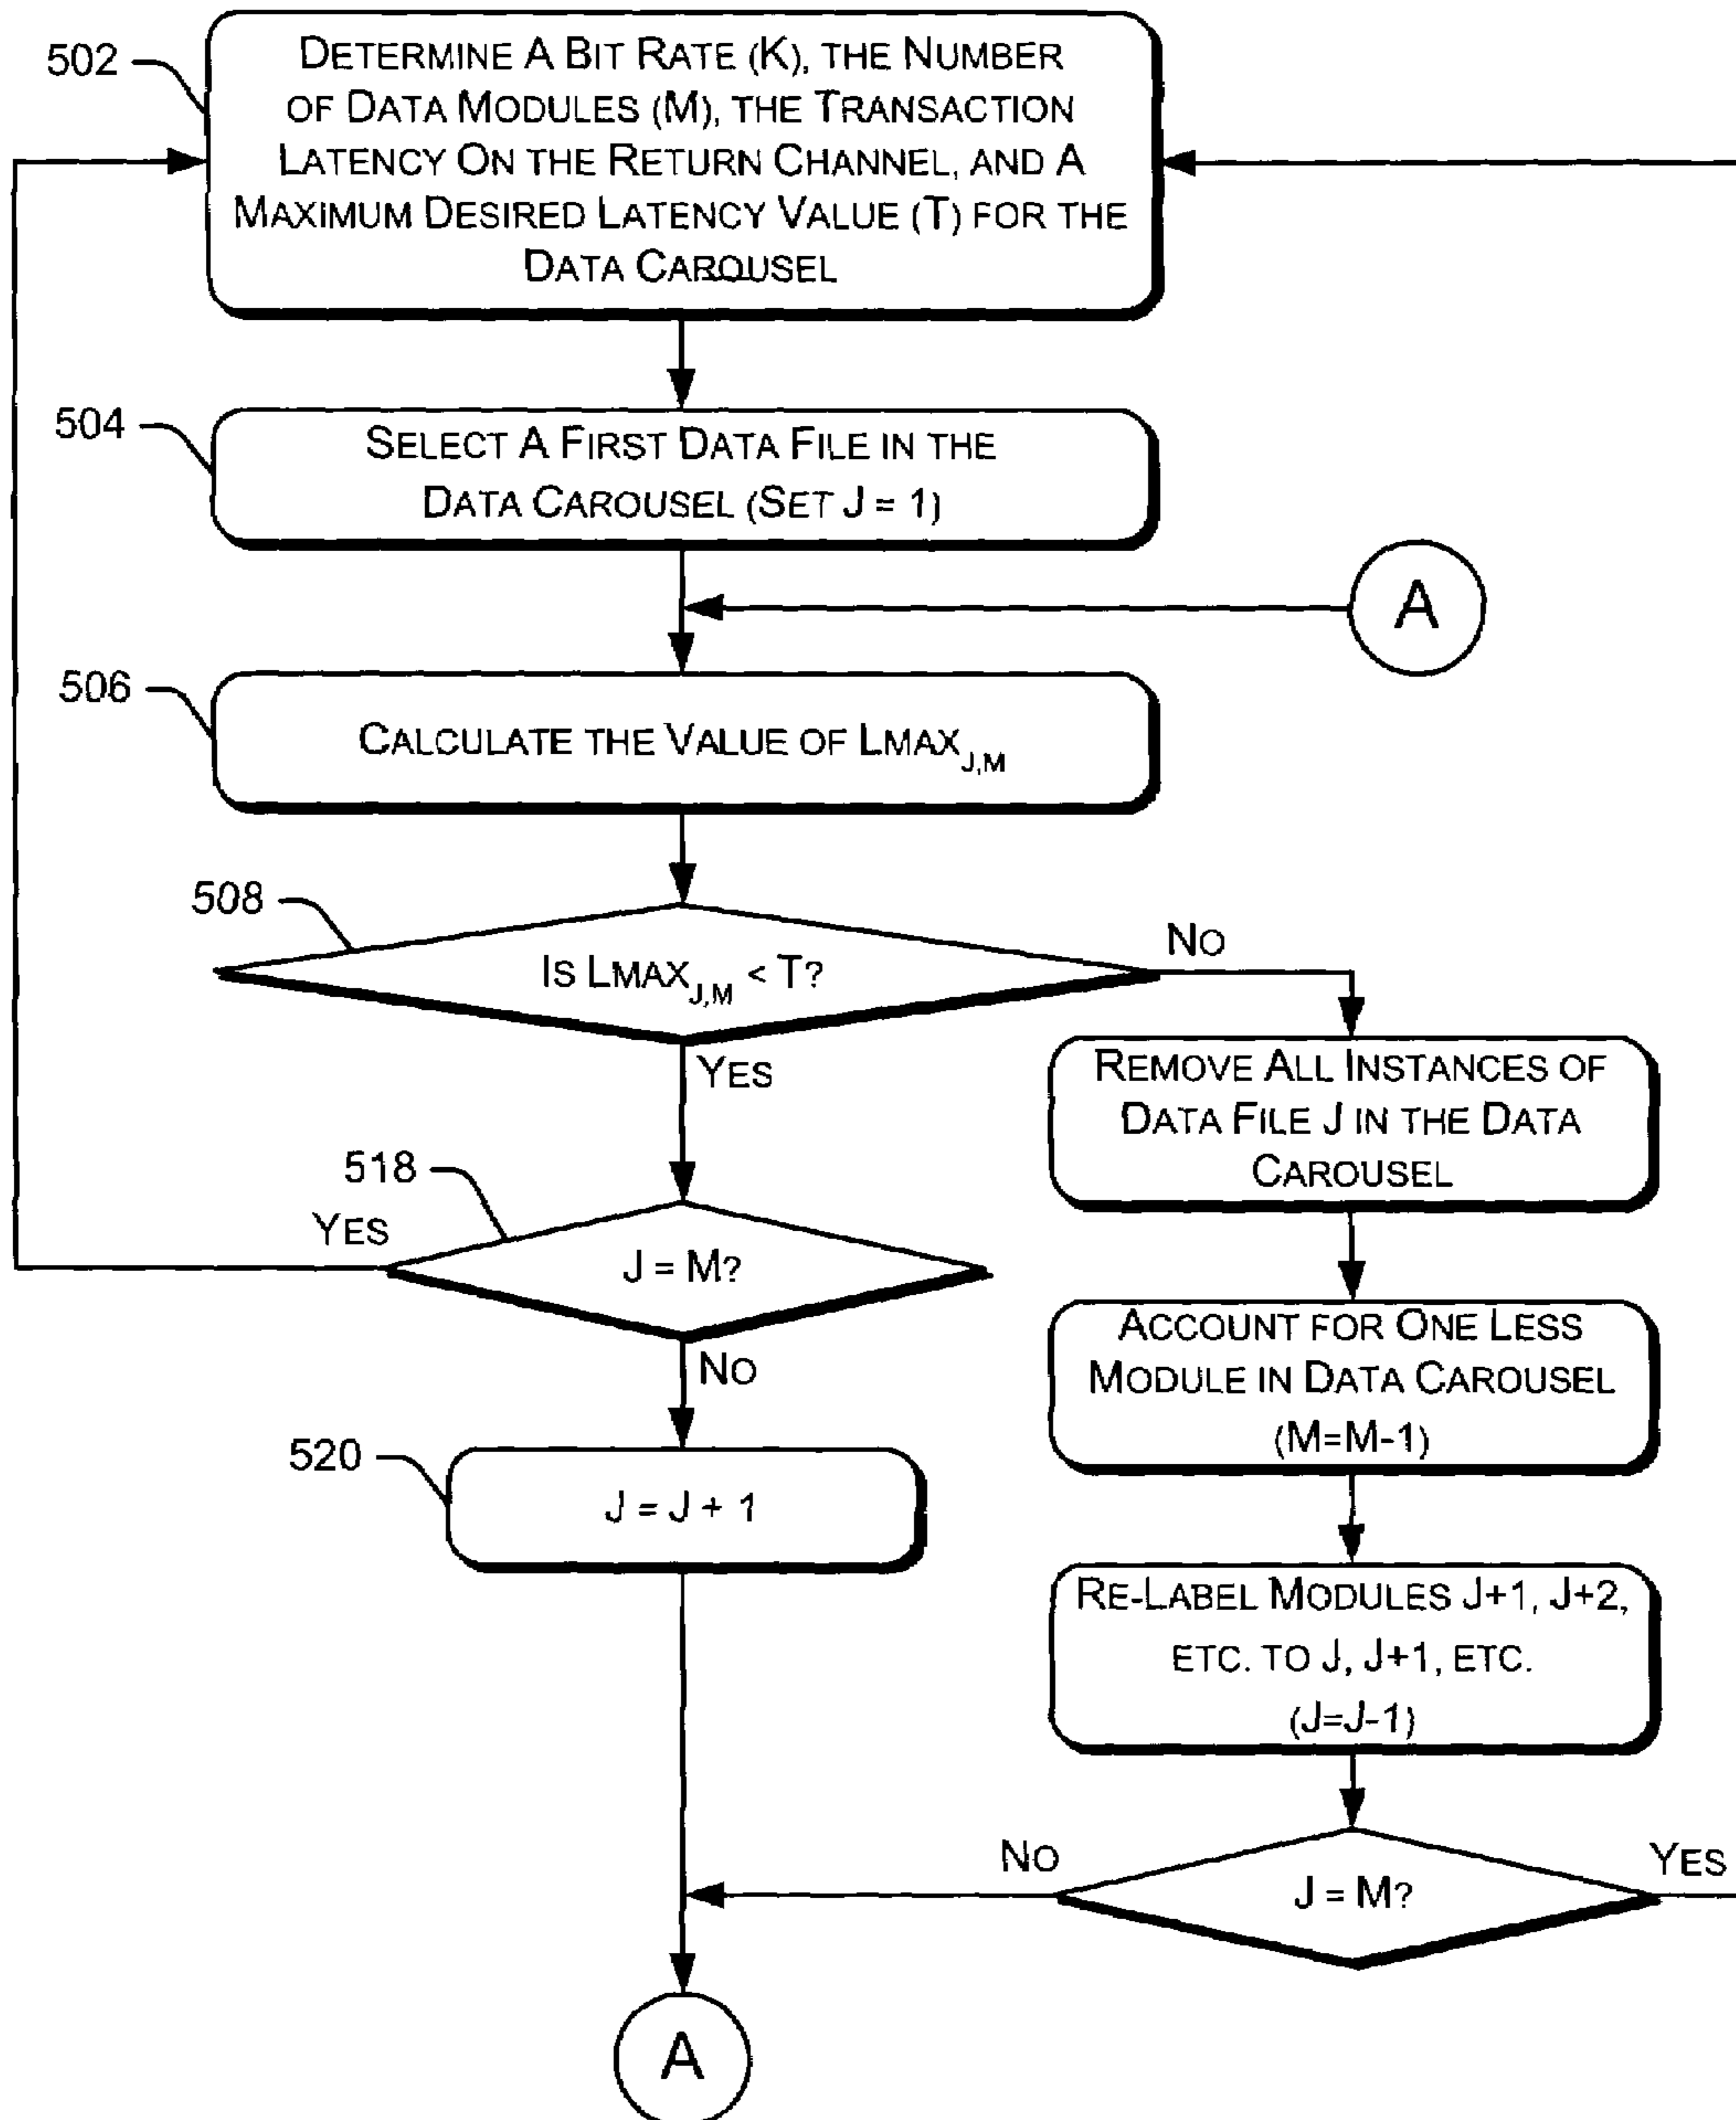 502
DETERMINE A BIT RATE (K), THE NUMBER
OF DATA MODULES (M), THE TRANSACTION
LATENCY ON THE RETURN CHANNEL, AND A
MAXIMUM DESIRED LATENCY VALUE (T) FOR THE
DATA CAROUSEL
504
SELECT A FIRST DATA FILE IN THE
DATA CAROUSEL (SET J = 1)
A
506
CALCULATE THE VALUE OF LMAX J,M
508
IS LMAX J,M < T?
NO
YES
REMOVE ALL INSTANCES OF
DATA FILE J IN THE DATA
CAROUSEL
518
YES
J = M?
NO
ACCOUNT FOR ONE LESS
MODULE IN DATA CAROUSEL
(M=M-1)
520
J = J + 1
RE-LABEL MODULES J+1, J+2,
ETC. TO J, J+1, ETC.
(J=J-1)
NO
J = M?
YES
A